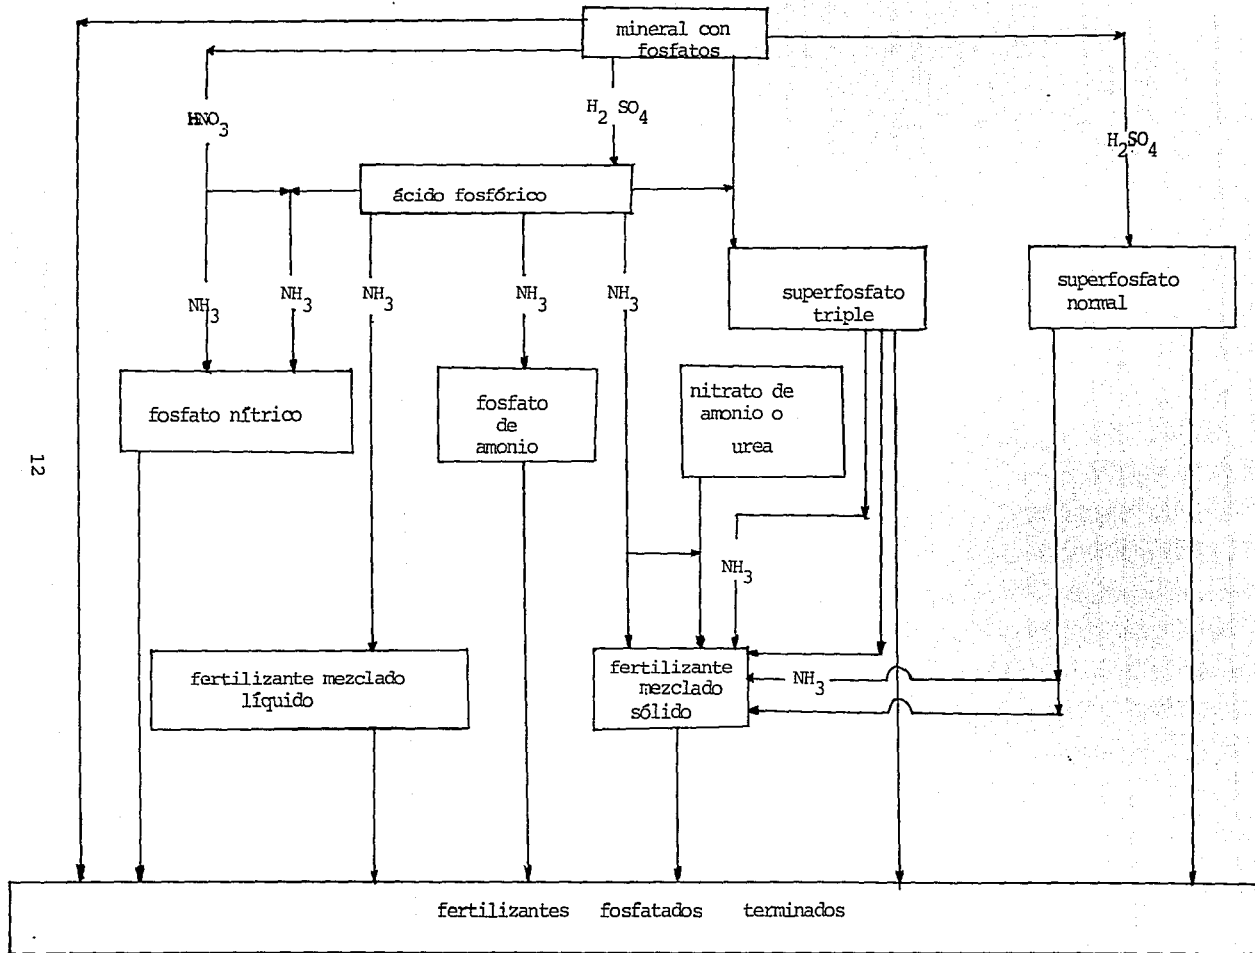 mineral con
fosfatos
HNO3
H2 SO4
H2SO4
ácido fosfórico
NH3
NH3
NH3
NH3
NH3
superfosfato
triple
superfosfato
normal
fosfato nítrico
fosfato
de
amonio
nitrato de
amonio o
urea
12
NH3
fertilizante mezclado
líquido
fertilizante
mezclado
sólido
NH3
fertilizantes fosfatados terminados